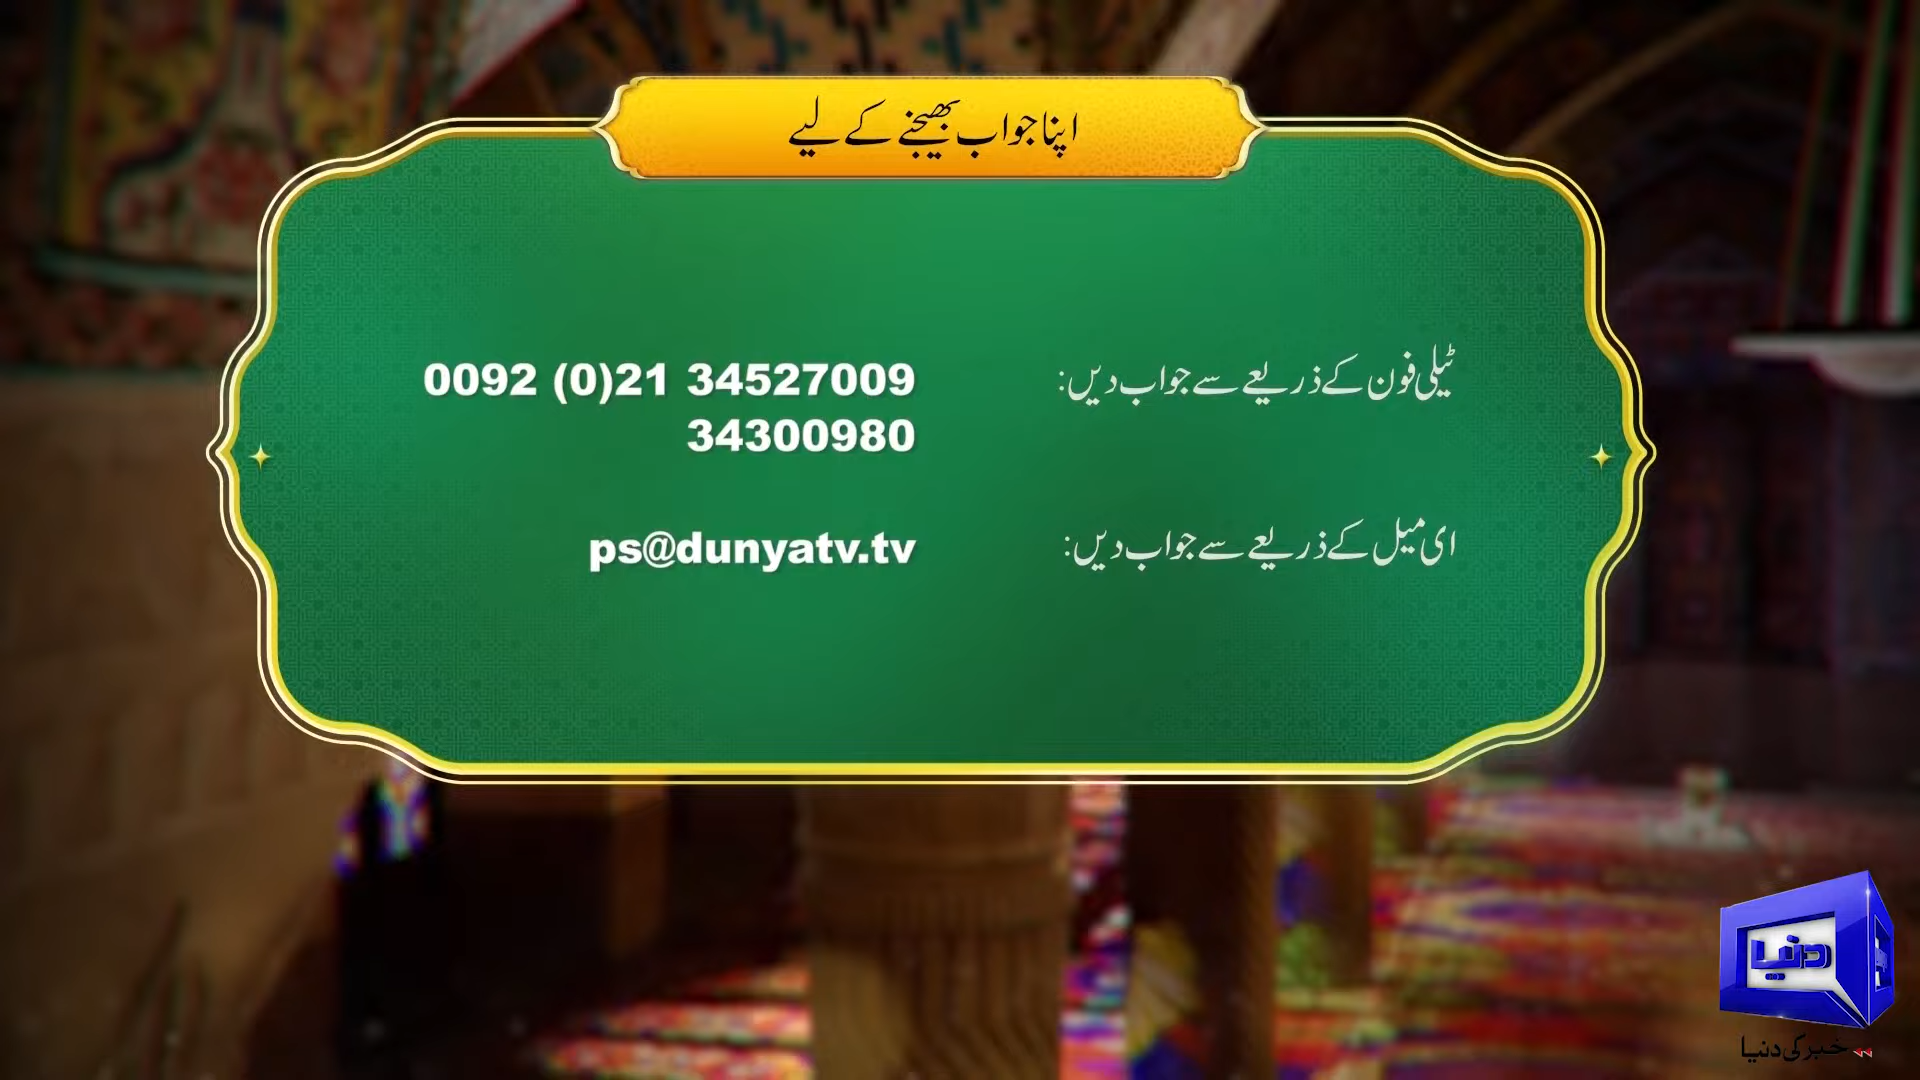 اپنا جواب بھیجنے کے لیے
ٹیلی فون کے ذریعے سے جواب دیں: 0092 (0)21 34527009
34300980
ای میل کے ذریعے سے جواب دیں: ps@dunyatv.tv
دنیا
خبر کی دنیا